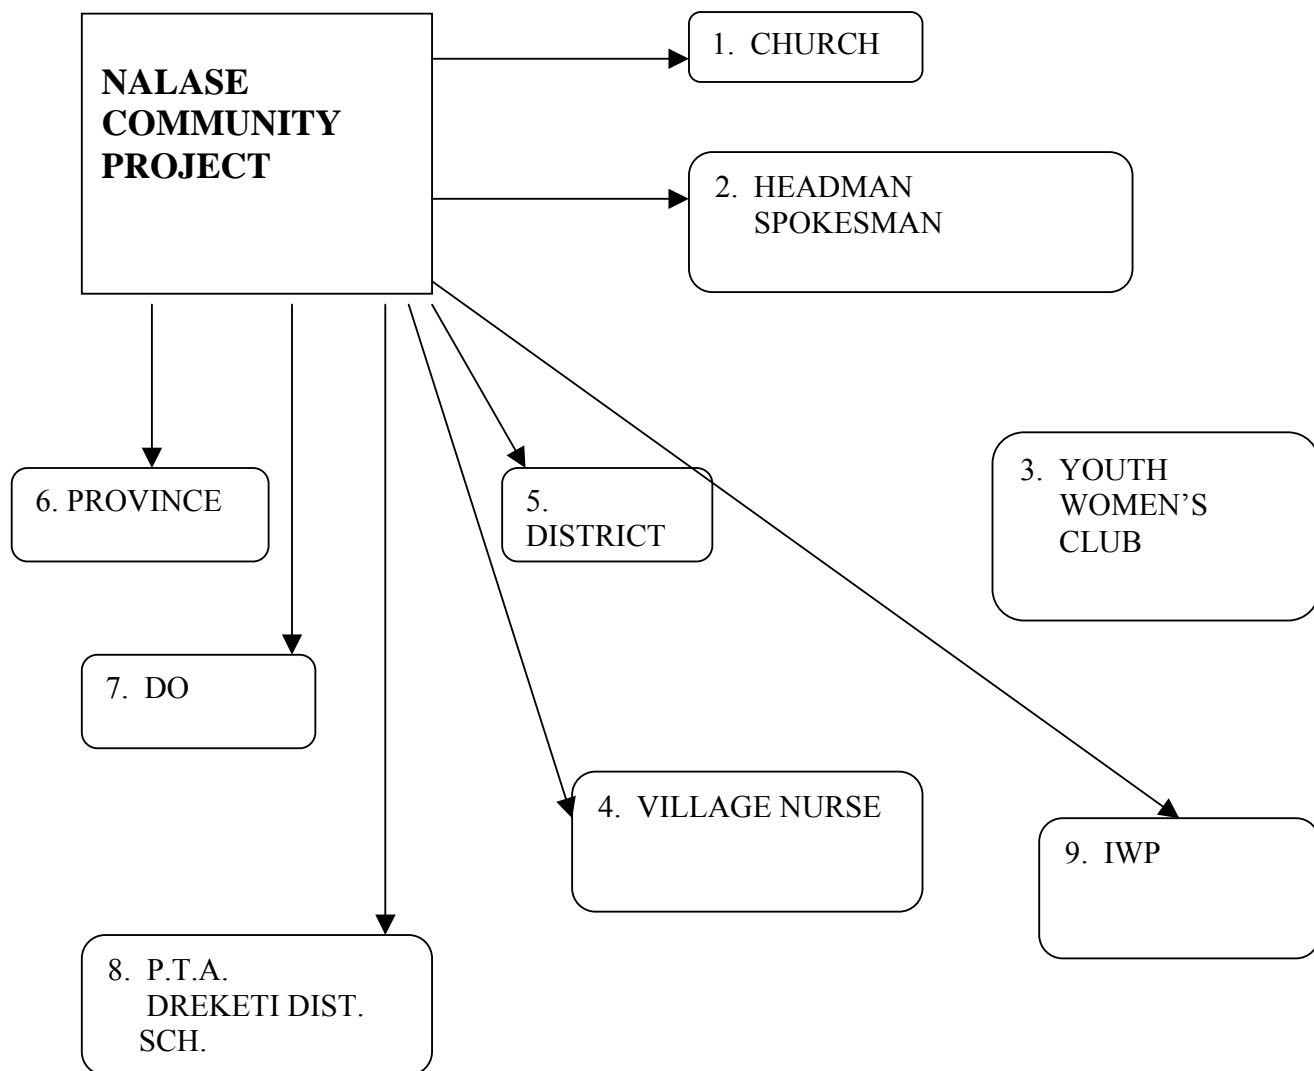 NALASE
COMMUNITY
PROJECT
1. CHURCH
2. HEADMAN
SPOKESMAN
6. PROVINCE
5.
DISTRICT
3. YOUTH
WOMEN’S
CLUB
7. DO
4. VILLAGE NURSE
9. IWP
8. P.T.A.
DREKETI DIST.
SCH.